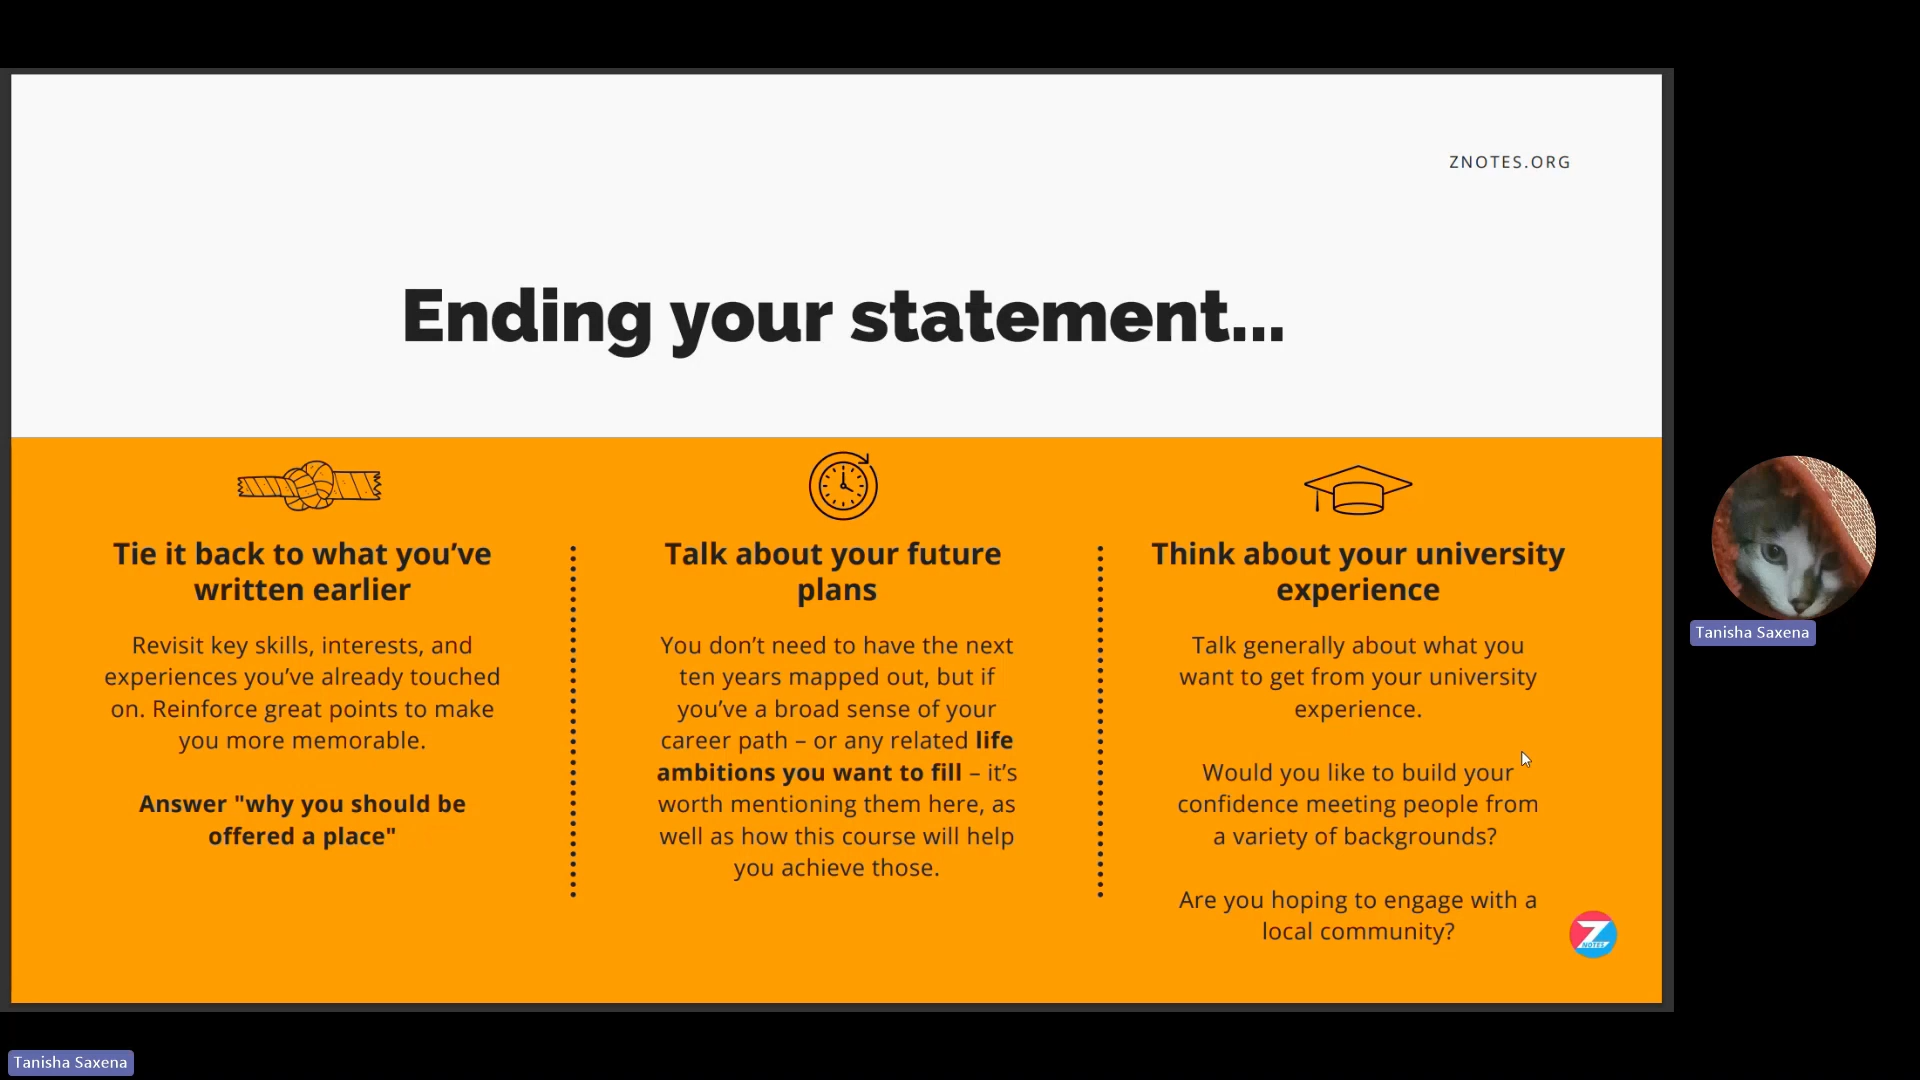 ZNOTES.ORG
Ending your statement...
Tie it back to what you’ve
written earlier
Revisit key skills, interests, and
experiences you’ve already touched
on. Reinforce great points to make
you more memorable.
Answer "why you should be
offered a place"
Talk about your future
plans
You don’t need to have the next
ten years mapped out, but if
you’ve a broad sense of your
career path – or any related life
ambitions you want to fill – it’s
worth mentioning them here, as
well as how this course will help
you achieve those.
Think about your university
experience
Talk generally about what you
want to get from your university
experience.
Would you like to build your
confidence meeting people from
a variety of backgrounds?
Are you hoping to engage with a
local community?
Z
NOTES
Tanisha Saxena
Tanisha Saxena